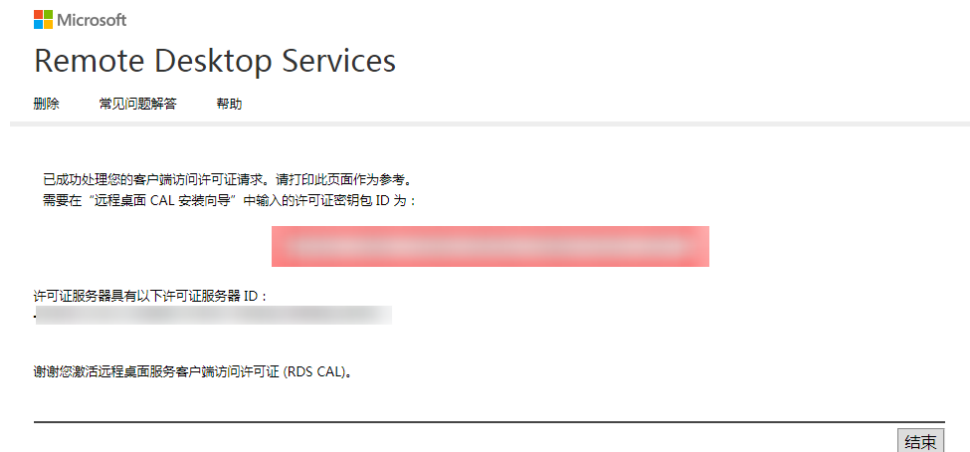 Microsoft
Remote Desktop Services
删除 常见问题解答 帮助
已成功处理您的客户端访问许可证请求。请打印此页面作为参考。
需要在“远程桌面 CAL 安装向导”中输入的许可证密钥包 ID 为：
许可证服务器具有以下许可证服务器 ID：
谢谢您激活远程桌面服务客户端访问许可证 (RDS CAL)。
结束